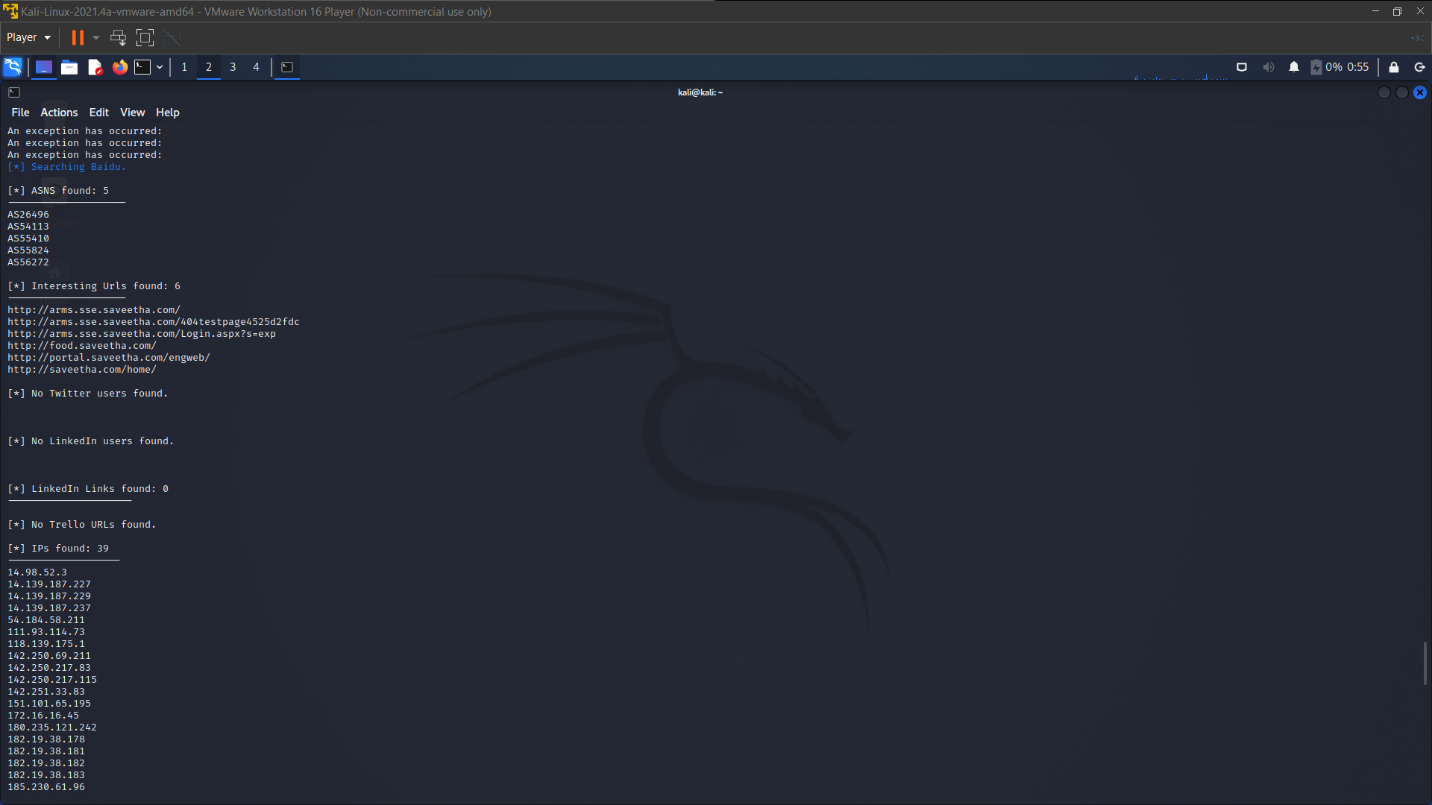 Kali-Linux-2021.4a-vmware-amd64 - VMware Workstation 16 Player (Non-commercial use only)
Player
1 2 3 4
0% 0:55
kali@kali: ~
File Actions Edit View Help
An exception has occurred:
An exception has occurred:
An exception has occurred:
[*] Searching Baidu.
[*] ASNS found: 5
AS26496
AS54113
AS55410
AS55824
AS56272
[*] Interesting Urls found: 6
http://arms.sse.saveetha.com/
http://arms.sse.saveetha.com/404testpage4525d2fdc
http://arms.sse.saveetha.com/Login.aspx?s=exp
http://food.saveetha.com/
http://portal.saveetha.com/engweb/
http://saveetha.com/home/
[*] No Twitter users found.
[*] No LinkedIn users found.
[*] LinkedIn Links found: 0
[*] No Trello URLs found.
[*] IPs found: 39
14.98.52.3
14.139.187.227
14.139.187.229
14.139.187.237
54.184.58.211
111.93.114.73
118.139.175.1
142.250.69.211
142.250.217.83
142.250.217.115
142.251.33.83
151.101.65.195
172.16.16.45
180.235.121.242
182.19.38.178
182.19.38.181
182.19.38.182
182.19.38.183
185.230.61.96